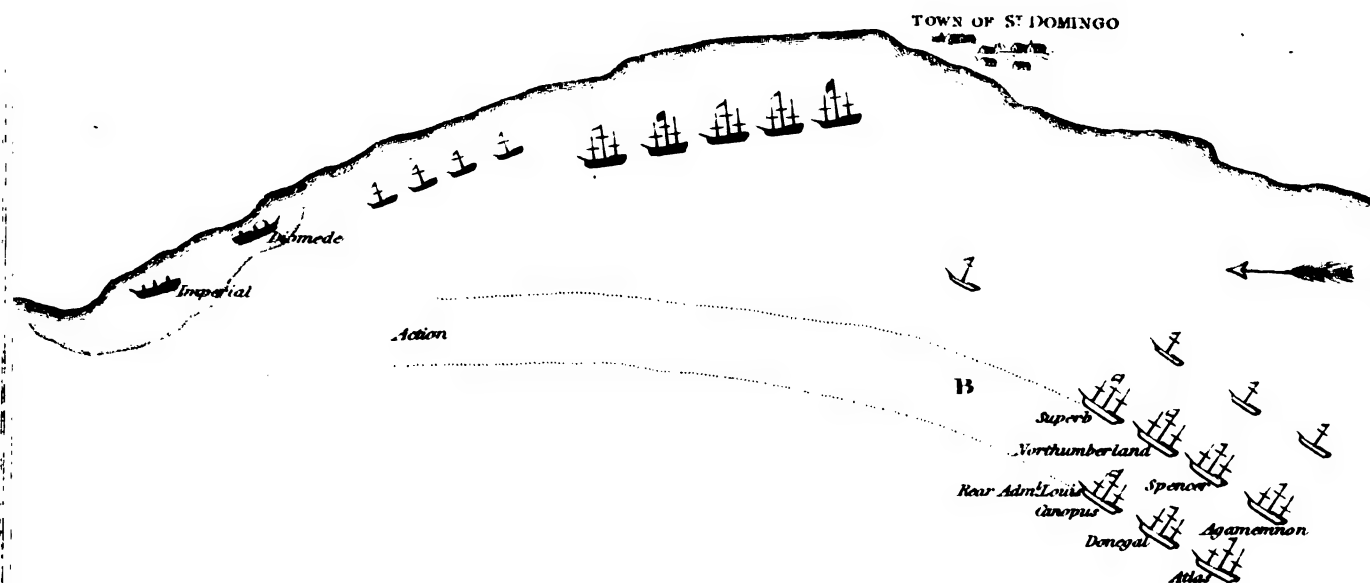 TOWN OF Sᵗ DOMINGO
Diomede
Imperial
Action
B
Superb
Northumberland
Rear Admˡ Louis
Spencer
Canopus
Agamemnon
Donegal
Atlas